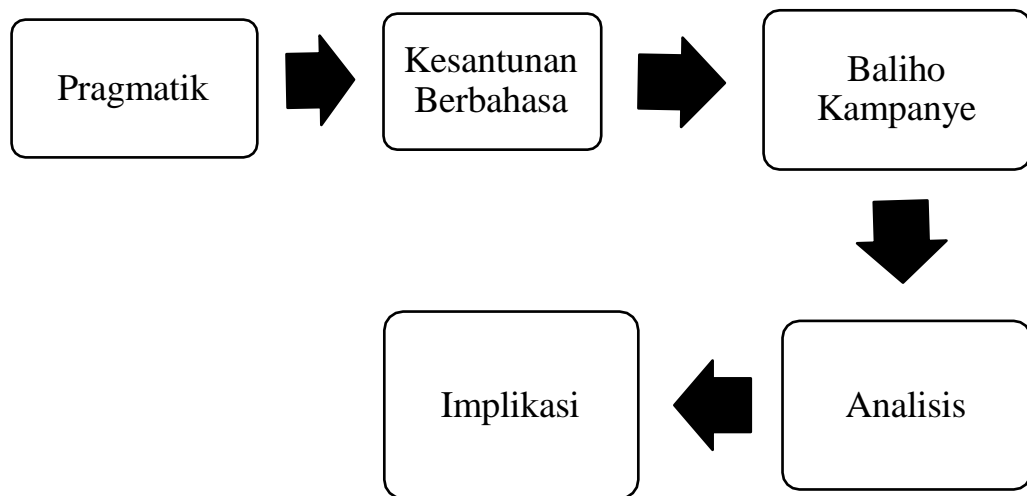 Pragmatik
Kesantunan
Berbahasa
Baliho
Kampanye
Analisis
Implikasi